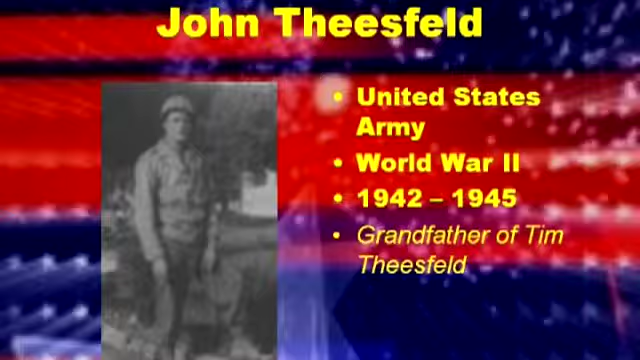 John Theesfeld
• United States
Army
• World War II
• 1942 – 1945
• Grandfather of Tim
Theesfeld